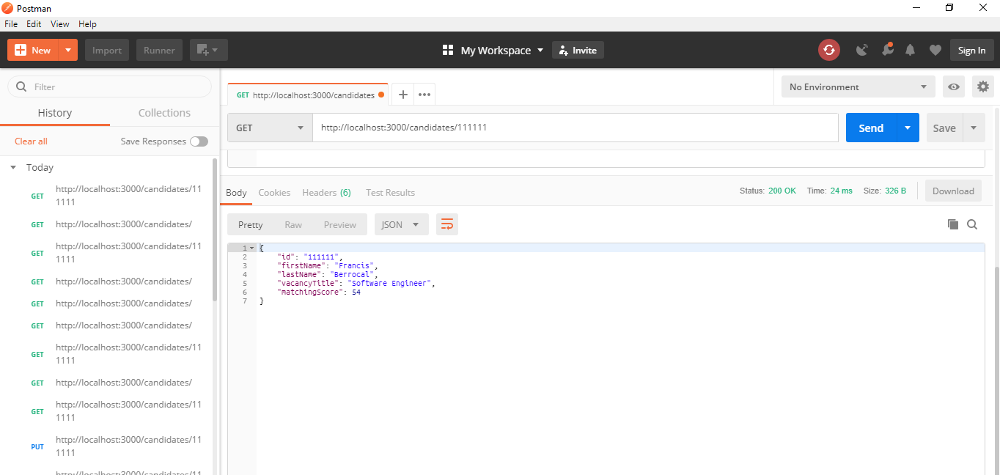 Postman
File Edit View Help
New Import Runner My Workspace Invite Sign In
Filter
History Collections
Clear all Save Responses
Today
GET http://localhost:3000/candidates/11
1111
GET http://localhost:3000/candidates/
GET http://localhost:3000/candidates/11
1111
GET http://localhost:3000/candidates/
GET http://localhost:3000/candidates/
GET http://localhost:3000/candidates/
GET http://localhost:3000/candidates/11
1111
GET http://localhost:3000/candidates/
GET http://localhost:3000/candidates/11
1111
PUT http://localhost:3000/candidates/11
1111
http://localhost:3000/candidates/11
GET http://localhost:3000/candidates
No Environment
GET http://localhost:3000/candidates/111111 Send Save
Body Cookies Headers (6) Test Results Status: 200 OK Time: 24 ms Size: 326 B Download
Pretty Raw Preview JSON
1 {
2 "id": "111111",
3 "firstName": "Francis",
4 "lastName": "Berrocal",
5 "vacancyTitle": "Software Engineer",
6 "matchingScore": 54
7 }